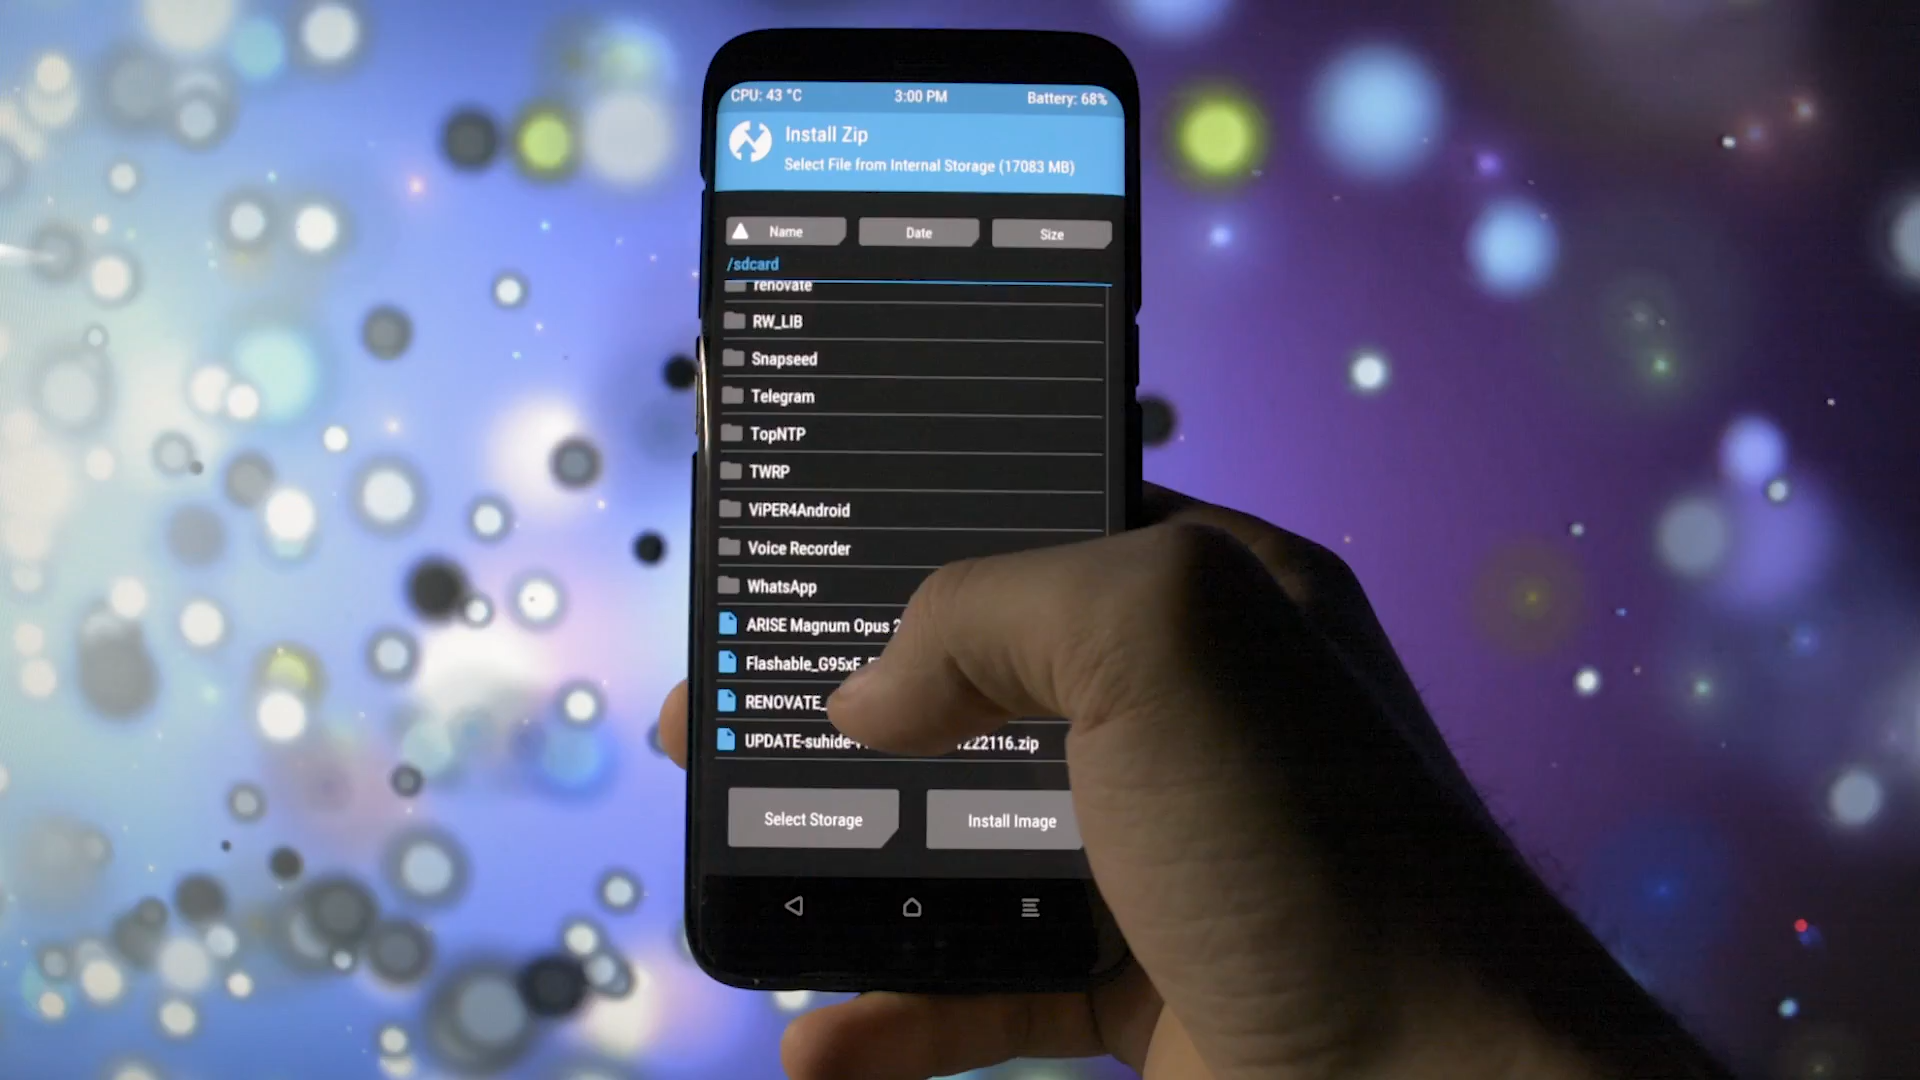 CPU: 43 °C 3:00 PM Battery: 68%
Install Zip
Select File from Internal Storage (17083 MB)
Name Date Size
/sdcard
renovate
RW_LIB
Snapseed
Telegram
TopNTP
TWRP
ViPER4Android
Voice Recorder
WhatsApp
ARISE Magnum Opus
Flashable_G95xF
RENOVATE_
UPDATE-suhide- 222116.zip
Select Storage Install Image